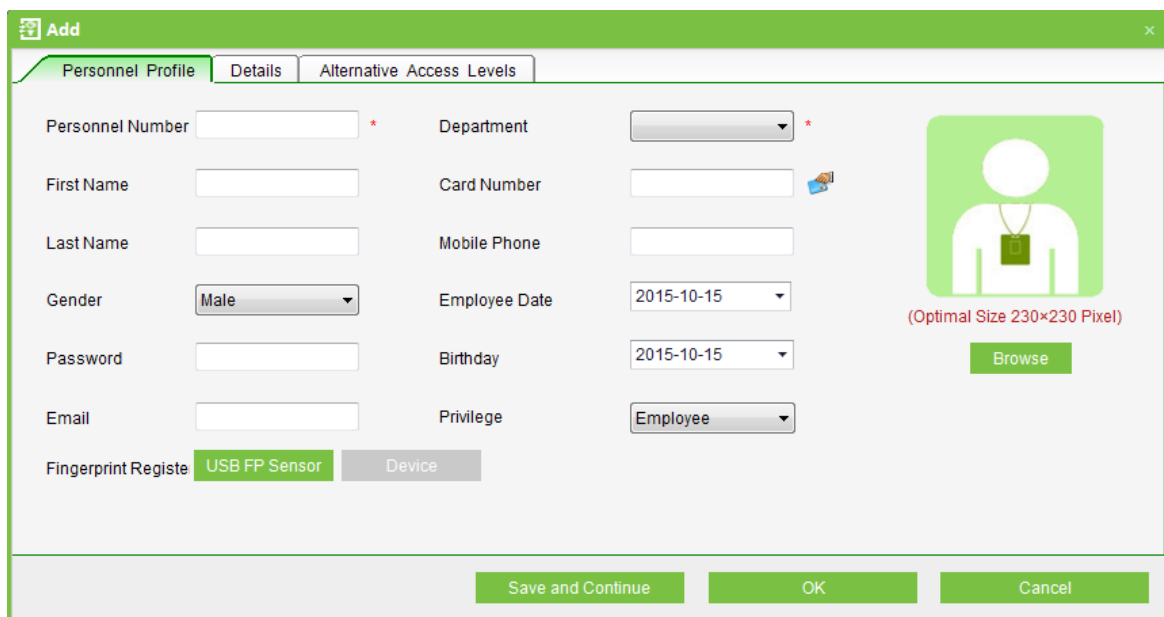 Add
Personnel Profile Details Alternative Access Levels
Personnel Number * Department *
First Name Card Number
Last Name Mobile Phone
Gender Male Employee Date 2015-10-15
(Optimal Size 230×230 Pixel)
Password Birthday 2015-10-15 Browse
Email Privilege Employee
Fingerprint Registe USB FP Sensor Device
Save and Continue OK Cancel